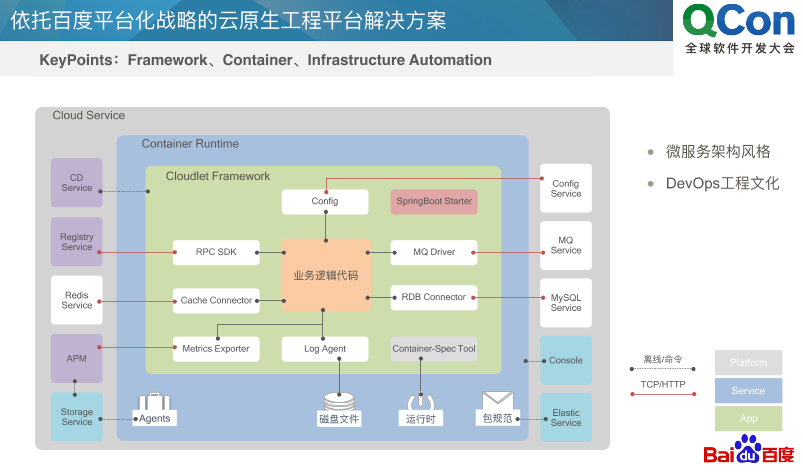 依托百度平台化战略的云原生工程平台解决方案
QCon
全球软件开发大会
KeyPoints：Framework、Container、Infrastructure Automation
Cloud Service
Container Runtime
Cloudlet Framework
CD
Service
Registry
Service
Redis
Service
APM
Storage
Service
Config
SpringBoot Starter
RPC SDK
业务逻辑代码
MQ Driver
Cache Connector
RDB Connector
Metrics Exporter
Log Agent
Container-Spec Tool
Agents
磁盘文件
运行时
包规范
Config
Service
MQ
Service
MySQL
Service
Console
Elastic
Service
微服务架构风格
DevOps工程文化
离线/命令
TCP/HTTP
Platform
Service
App
Bai du 百度